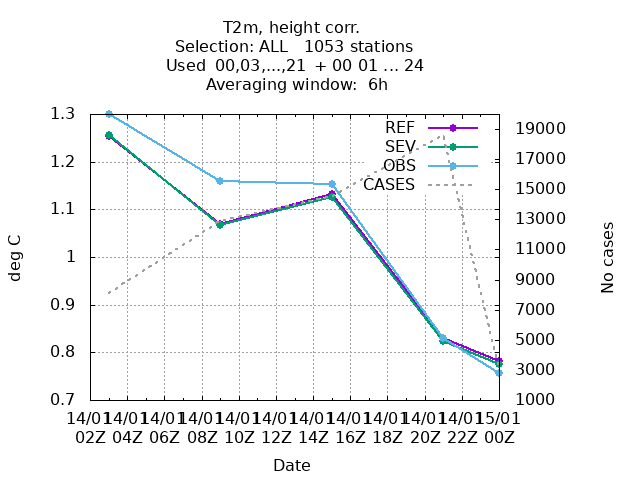 T2m, height corr.
Selection: ALL   1053 stations
Used  00,03,...,21  + 00 01 ... 24
Averaging window:  6h
1.3
1.2
1.1
1
0.9
0.8
0.7
deg C
REF
SEV
OBS
CASES
19000
17000
15000
13000
11000
9000
7000
5000
3000
1000
No cases
14/01 14/01 14/01 14/01 14/01 14/01 14/01 14/01 14/01 14/01 14/01 15/01
02Z 04Z 06Z 08Z 10Z 12Z 14Z 16Z 18Z 20Z 22Z 00Z
Date